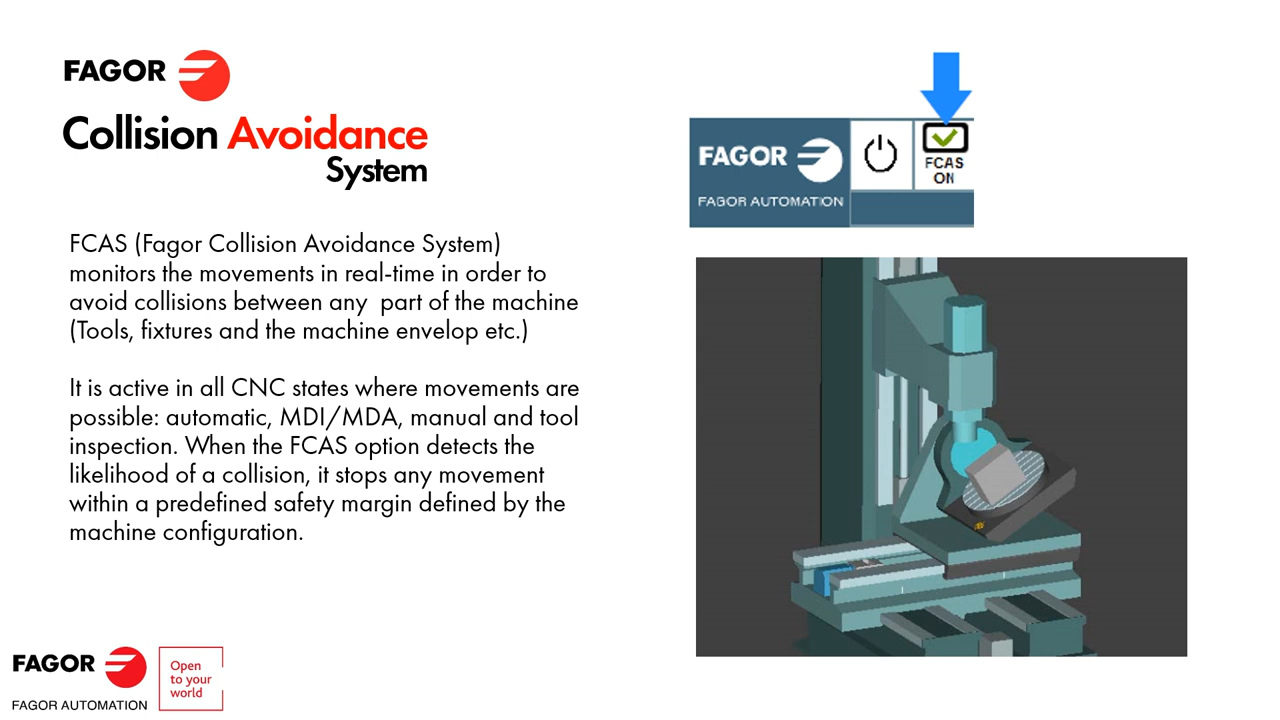 FAGOR
Collision Avoidance
System
FCAS (Fagor Collision Avoidance System)
monitors the movements in real-time in order to
avoid collisions between any  part of the machine
(Tools, fixtures and the machine envelop etc.)
It is active in all CNC states where movements are
possible: automatic, MDI/MDA, manual and tool
inspection. When the FCAS option detects the
likelihood of a collision, it stops any movement
within a predefined safety margin defined by the
machine configuration.
FAGOR
FAGOR AUTOMATION
FCAS
ON
FAGOR
FAGOR AUTOMATION
Open
to your
world